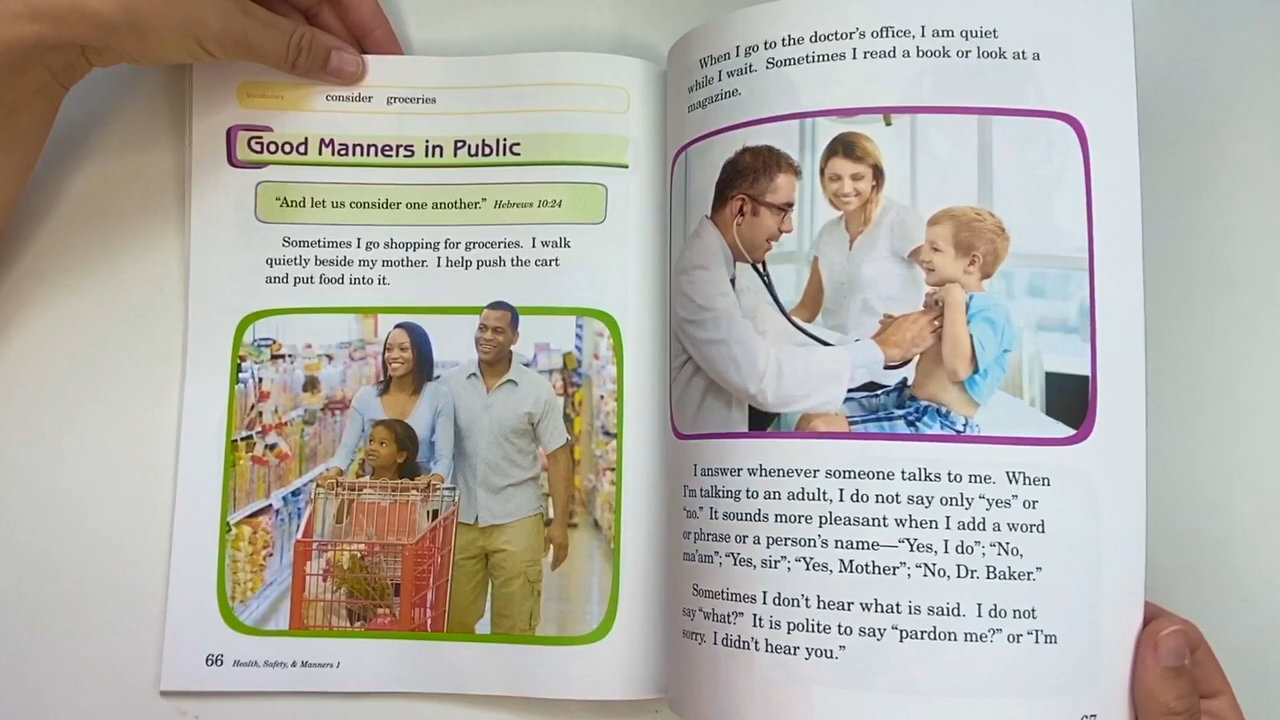 Vocabulary consider groceries
Good Manners in Public
“And let us consider one another.” Hebrews 10:24
Sometimes I go shopping for groceries. I walk
quietly beside my mother. I help push the cart
and put food into it.
66 Health, Safety, & Manners 1
When I go to the doctor’s office, I am quiet
while I wait. Sometimes I read a book or look at a
magazine.
I answer whenever someone talks to me. When
I’m talking to an adult, I do not say only “yes” or
“no.” It sounds more pleasant when I add a word
or phrase or a person’s name—“Yes, I do”; “No,
ma’am”; “Yes, sir”; “Yes, Mother”; “No, Dr. Baker.”
Sometimes I don’t hear what is said. I do not
say “what?” It is polite to say “pardon me?” or “I’m
sorry. I didn’t hear you.”
67